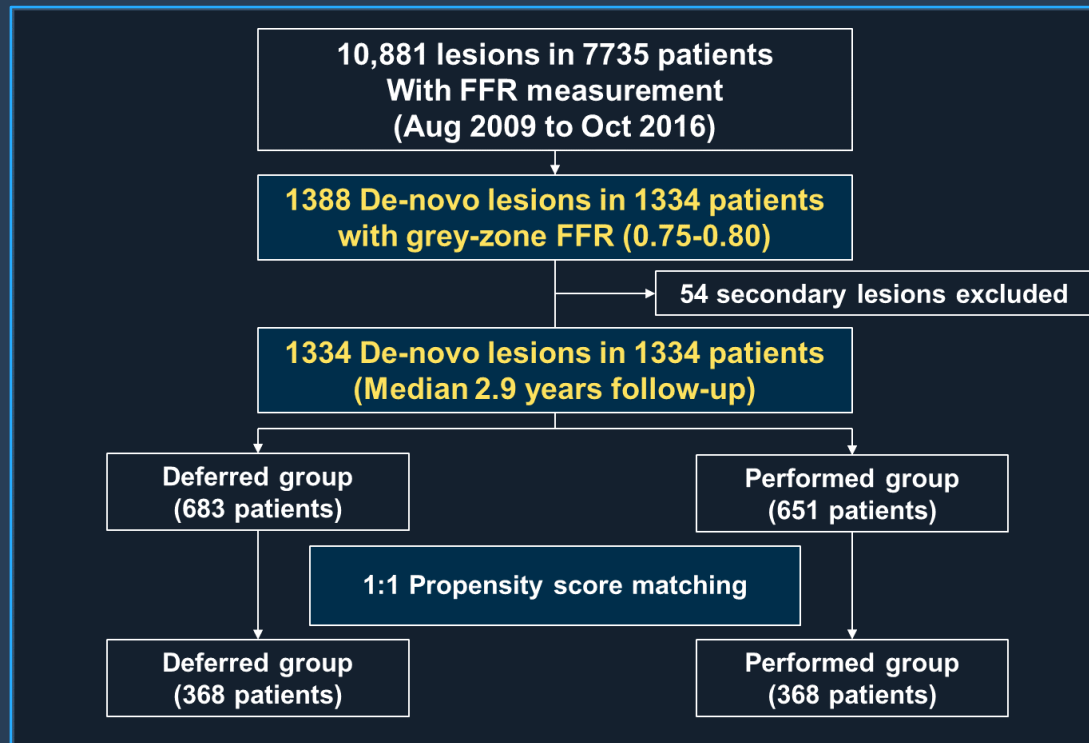 10,881 lesions in 7735 patients
With FFR measurement
(Aug 2009 to Oct 2016)
1388 De-novo lesions in 1334 patients
with grey-zone FFR (0.75-0.80)
54 secondary lesions excluded
1334 De-novo lesions in 1334 patients
(Median 2.9 years follow-up)
Deferred group
(683 patients)
Performed group
(651 patients)
1:1 Propensity score matching
Deferred group
(368 patients)
Performed group
(368 patients)